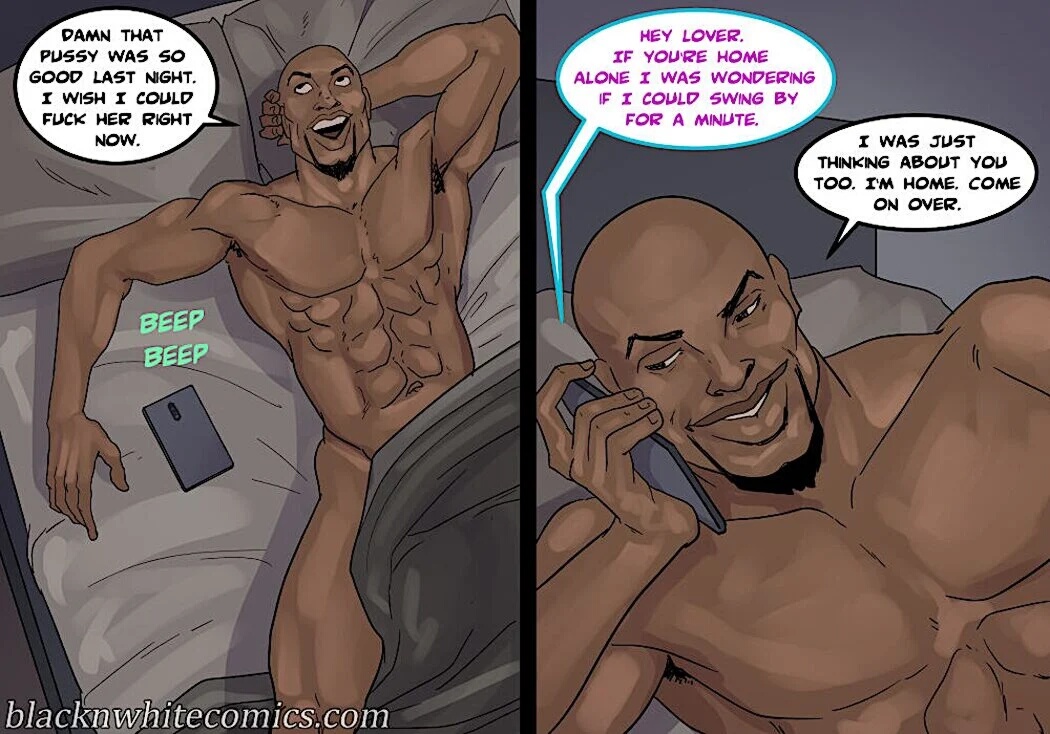 DAMN THAT
PUSSY WAS SO
GOOD LAST NIGHT.
I WISH I COULD
FUCK HER RIGHT
NOW.
BEEP
BEEP
HEY LOVER.
IF YOU'RE HOME
ALONE I WAS WONDERING
IF I COULD SWING BY
FOR A MINUTE.
I WAS JUST
THINKING ABOUT YOU
TOO. I'M HOME. COME
ON OVER.
blacknwhitecomics.com